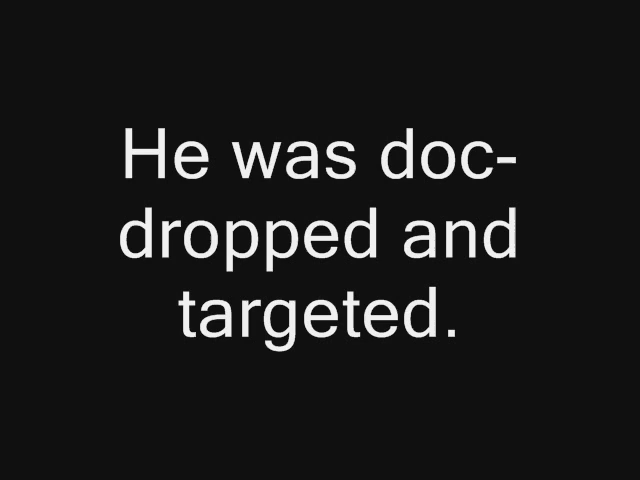 He was doc-
dropped and
targeted.